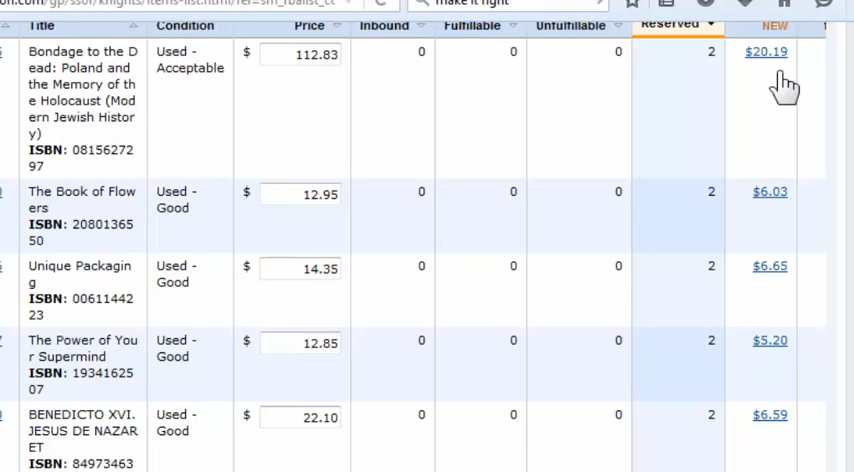 on.com/gp/ssof/knights/items-list.html/ref=sm_fbalist_ct make it right
Title Condition Price Inbound Fulfillable Unfulfillable Reserved NEW
Bondage to the D Used - $ 112.83 0 0 0 2 $20.19
ead: Poland and Acceptable
the Memory of th
e Holocaust (Mod
ern Jewish Histor
y)
ISBN: 08156272
97
The Book of Flow Used - $ 12.95 0 0 0 2 $6.03
ers Good
ISBN: 20801365
50
Unique Packagin Used - $ 14.35 0 0 0 2 $6.65
g Good
ISBN: 00611442
23
The Power of You Used - $ 12.85 0 0 0 2 $5.20
r Supermind Good
ISBN: 19341625
07
BENEDICTO XVI. Used - $ 22.10 0 0 0 2 $6.59
JESUS DE NAZAR Good
ET
ISBN: 84973463